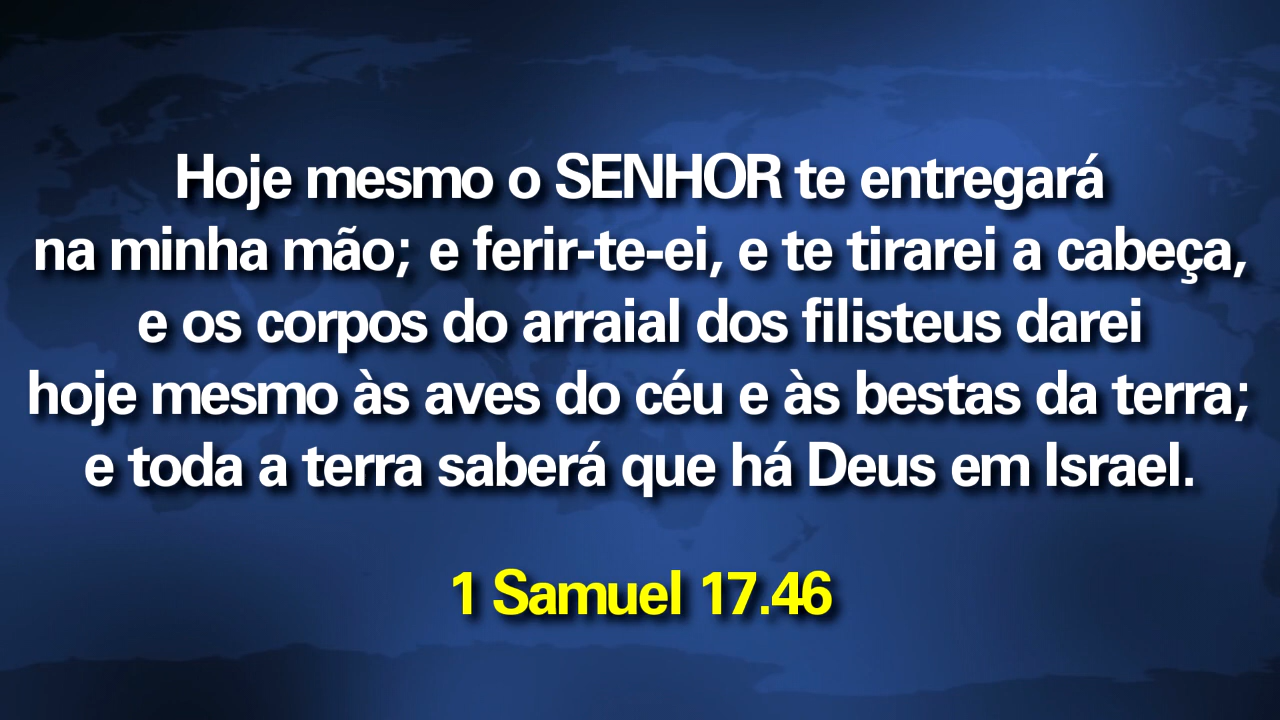 Hoje mesmo o SENHOR te entregará
na minha mão; e ferir-te-ei, e te tirarei a cabeça,
e os corpos do arraial dos filisteus darei
hoje mesmo às aves do céu e às bestas da terra;
e toda a terra saberá que há Deus em Israel.
1 Samuel 17.46